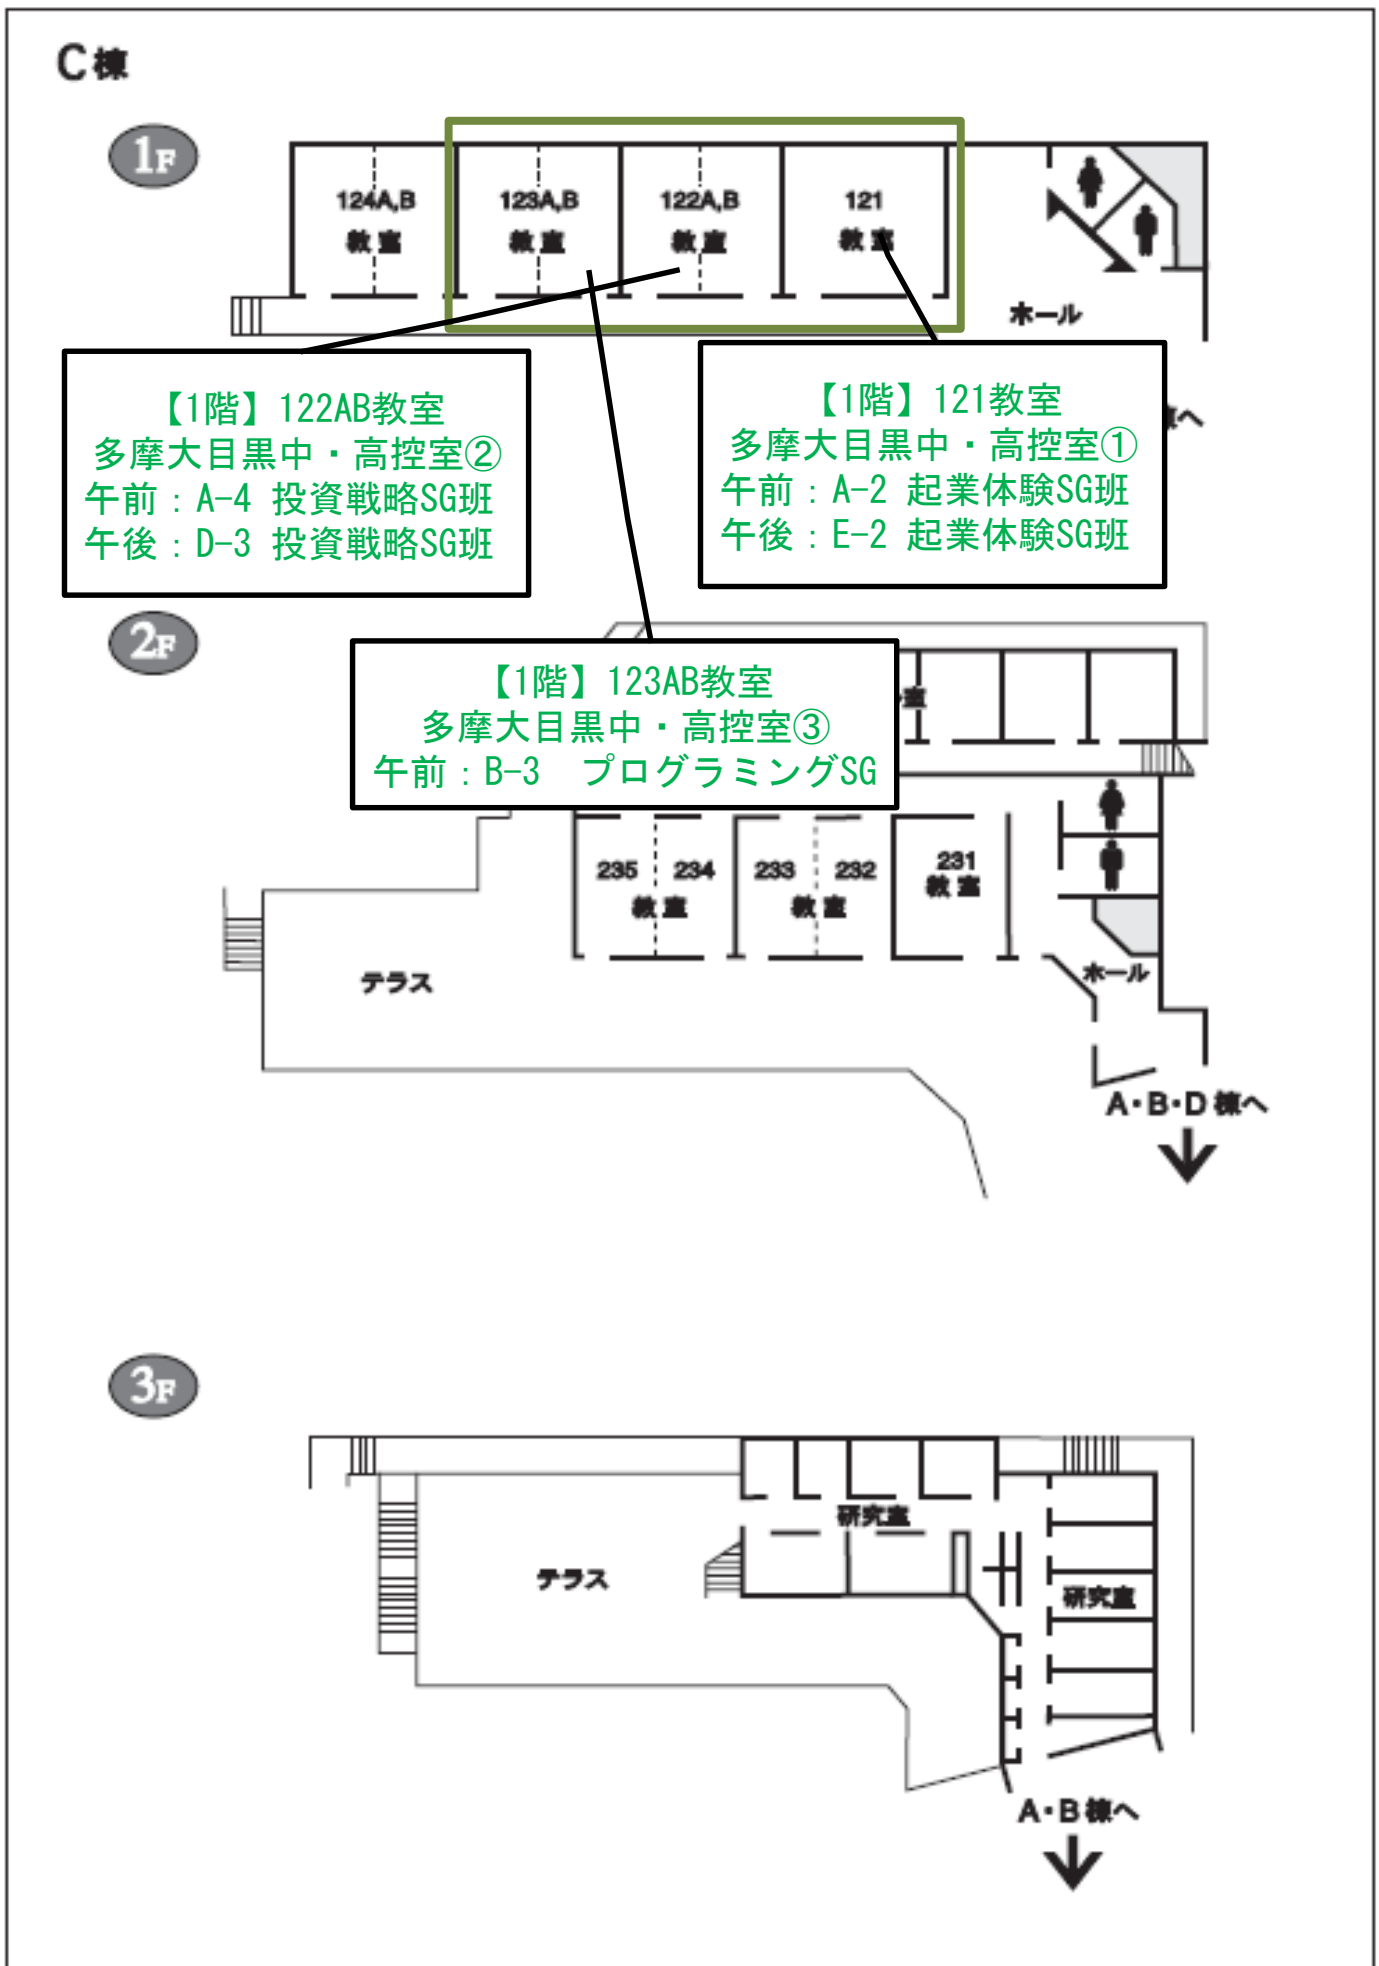 C棟
1F
124A,B
教室
123A,B
教室
122A,B
教室
121
教室
ホール
【1階】122AB教室
多摩大目黒中・高控室②
午前：A-4 投資戦略SG班
午後：D-3 投資戦略SG班
【1階】121教室
多摩大目黒中・高控室①
午前：A-2 起業体験SG班
午後：E-2 起業体験SG班
棟へ
2F
【1階】123AB教室
多摩大目黒中・高控室③
午前：B-3　プログラミングSG
室
235
234
教室
233
232
教室
231
教室
テラス
ホール
A・B・D棟へ
3F
研究室
テラス
研究室
A・B棟へ